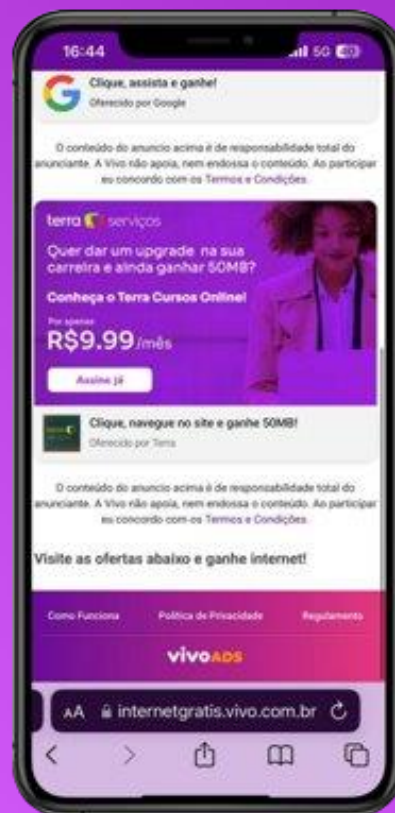 16:44
5G 40
Clique, assista e ganhe!
Oferecido por Google
O conteúdo do anuncio acima é de responsabilidade total do
anunciante. A Vivo não apoia, nem endossa o conteúdo. Ao participar
eu concordo com os Termos e Condições.
terra serviços
Quer dar um upgrade na sua
carreira e ainda ganhar 50MB?
Conheça o Terra Cursos Online!
Por apenas
R$9.99/mês
Assine já
Clique, navegue no site e ganhe 50MB!
Oferecido por Terra
O conteúdo do anuncio acima é de responsabilidade total do
anunciante. A Vivo não apoia, nem endossa o conteúdo. Ao participar
eu concordo com os Termos e Condições.
Visite as ofertas abaixo e ganhe internet!
Como Funciona Política de Privacidade Regulamento
vivoADS
AA internetgratis.vivo.com.br